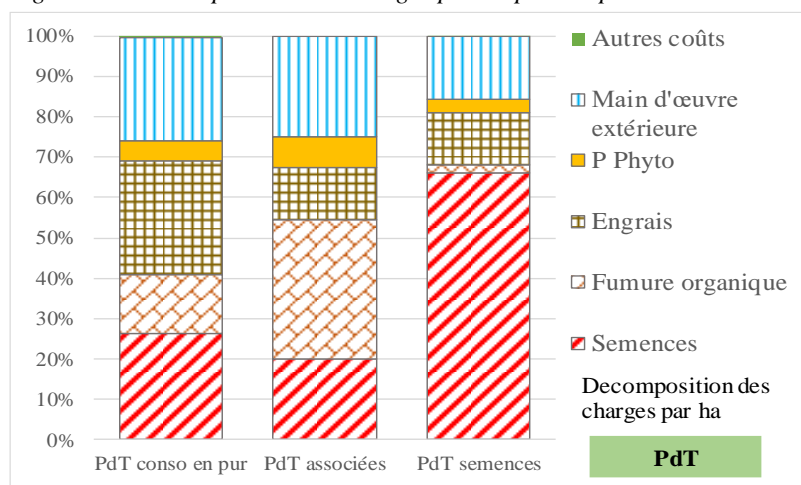 100%
90%
80%
70%
60%
50%
40%
30%
20%
10%
0%
PdT conso en pur
PdT associées
PdT semences
Autres coûts
Main d'œuvre
extérieure
P Phyto
Engrais
Fumure organique
Semences
Decomposition des
charges par ha
PdT